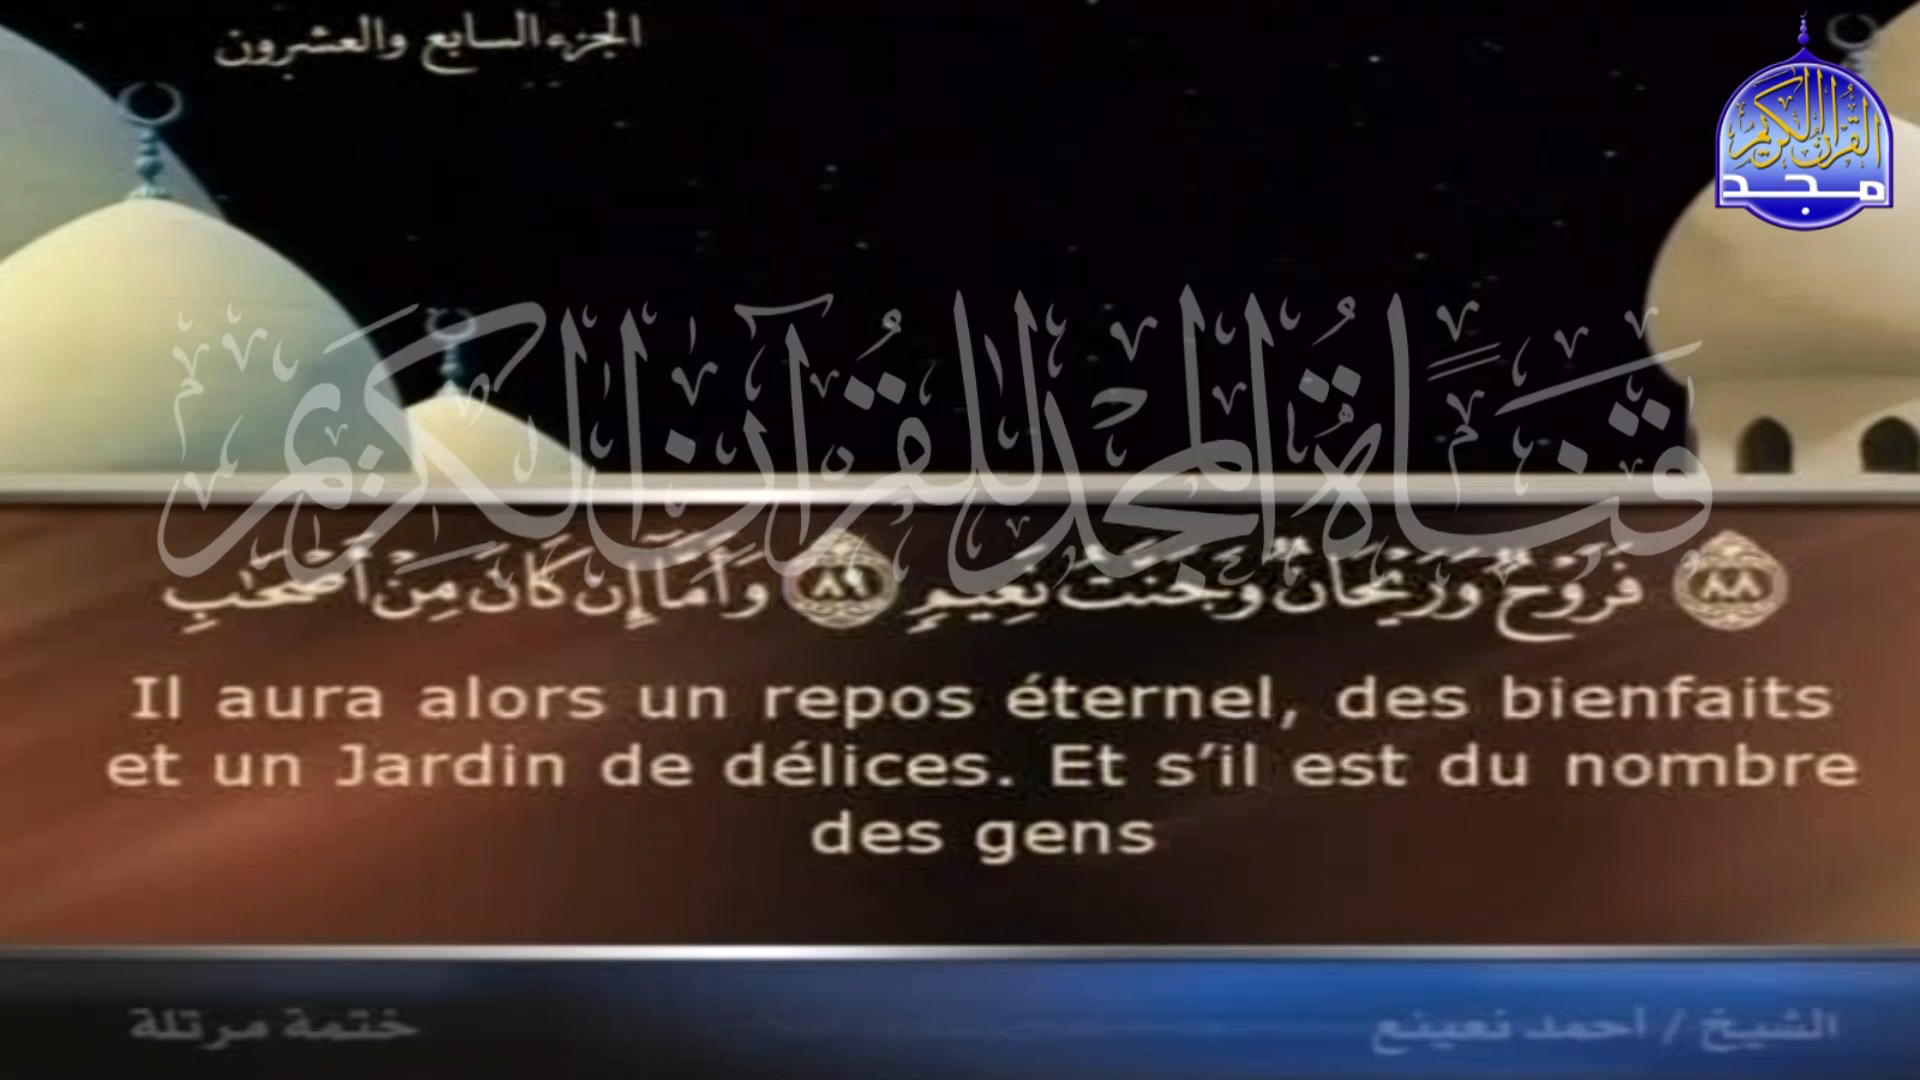 الجزء السابع والعشرون
القرآن الكريم
مجد
قناة المجد للقرآن الكريم
﴿٨٨﴾ فَرَوْحٌ وَرَيْحَانٌ وَجَنَّتُ نَعِيمٍ ﴿٨٩﴾ وَأَمَّآ إِن كَانَ مِنْ أَصْحَٰبِ
Il aura alors un repos éternel, des bienfaits
et un Jardin de délices. Et s’il est du nombre
des gens
الشيخ / أحمد نعينع
ختمة مرتلة